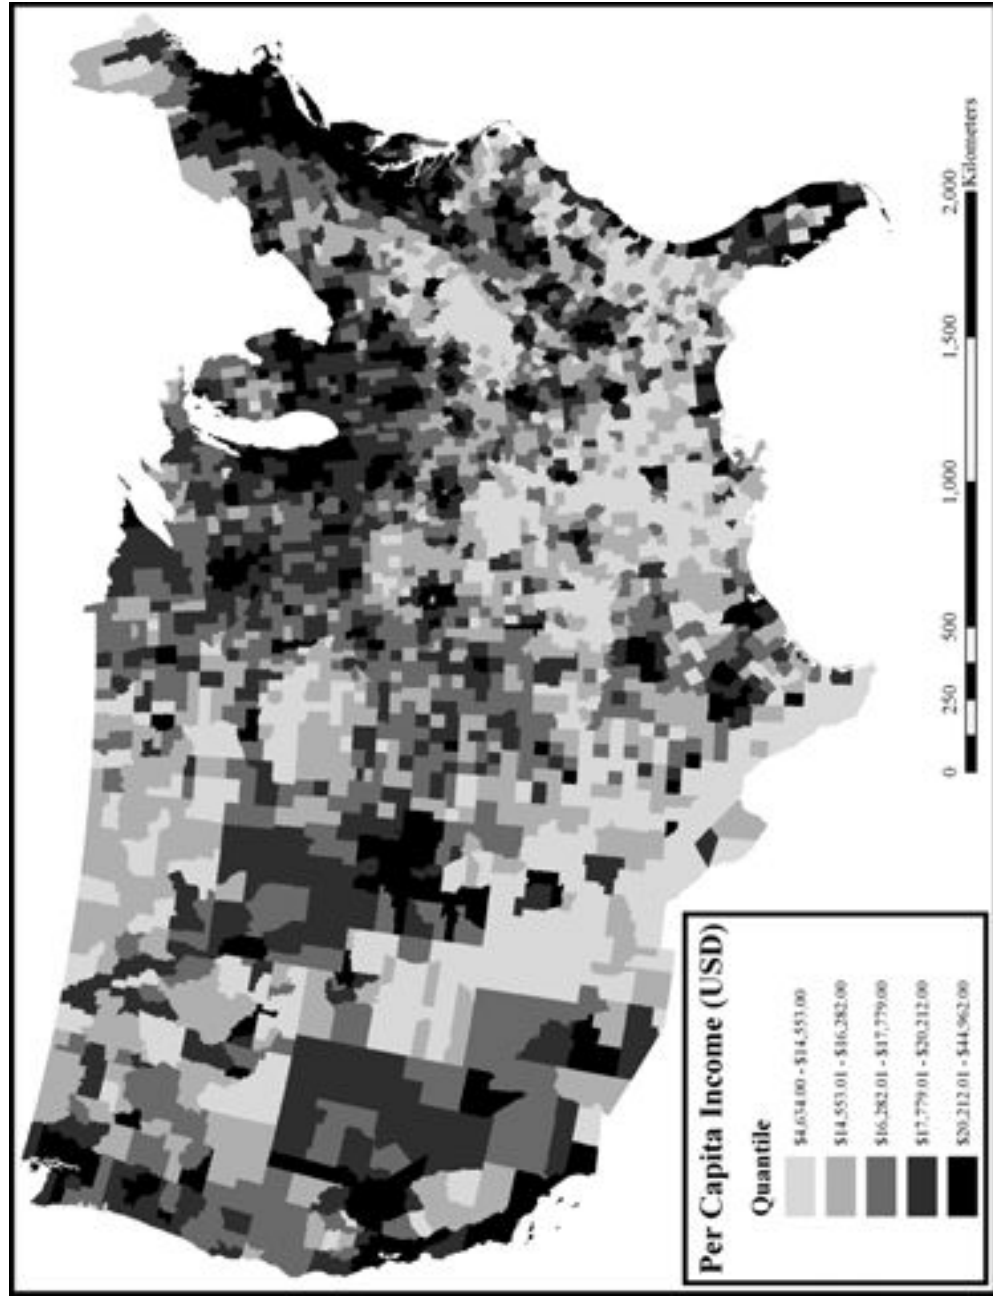 Per Capita Income (USD)
Quantile
$4,634.00 - $14,553.00
$14,553.01 - $16,282.00
$16,282.01 - $17,779.00
$17,779.01 - $20,212.00
$20,212.01 - $44,962.00
0 250 500 1,000 1,500 2,000
Kilometers